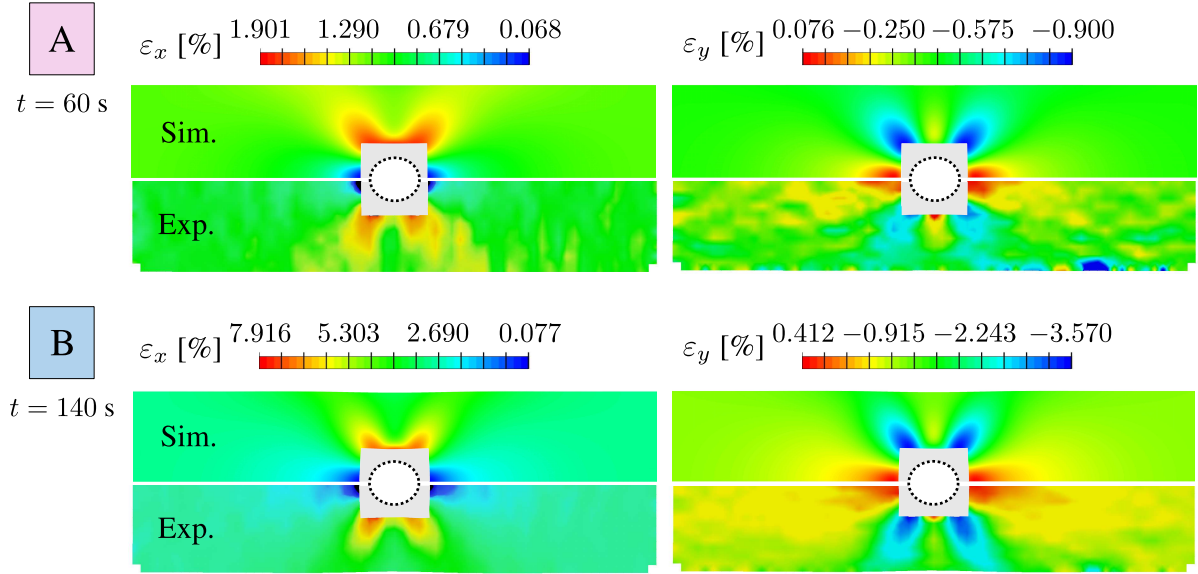 A
t = 60 s
εx [%] 1.901 1.290 0.679 0.068
εy [%] 0.076 −0.250 −0.575 −0.900
Sim.
Exp.
B
t = 140 s
εx [%] 7.916 5.303 2.690 0.077
εy [%] 0.412 −0.915 −2.243 −3.570
Sim.
Exp.